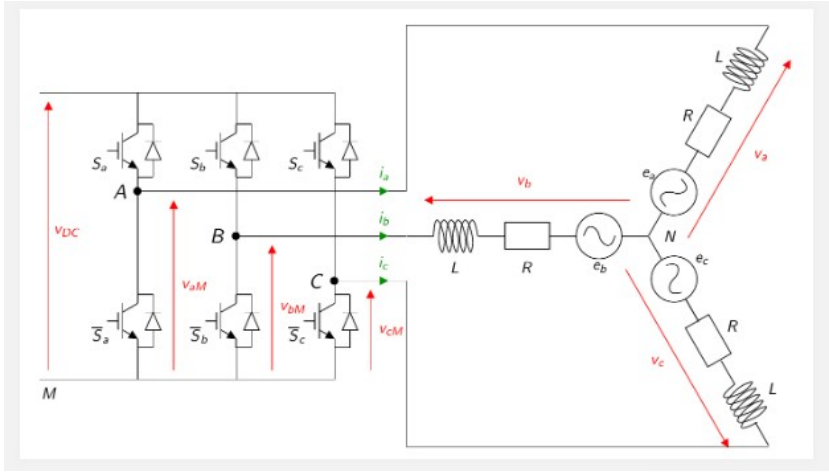 L
R
v_a
S_a
S_b
S_c
i_a
e_a
A
v_b
v_DC
B
i_b
N
L
R
e_b
e_c
i_c
C
v_aM
v_bM
v_cM
S̅_a
S̅_b
S̅_c
R
v_c
L
M